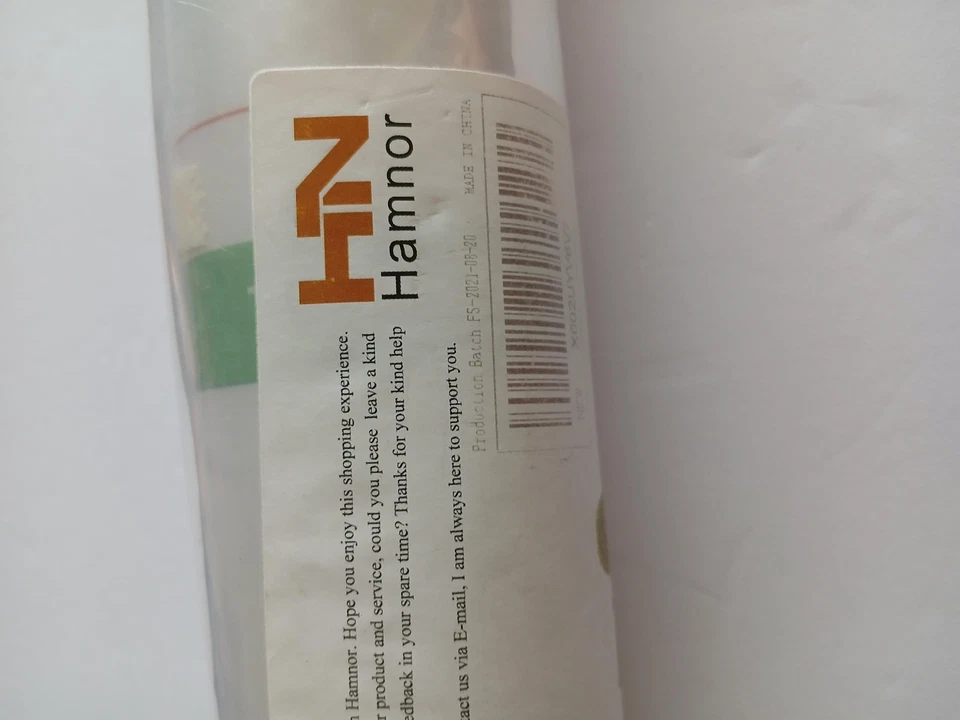 HN
Hamnor
Hamnor. Hope you enjoy this shopping experience.
product and service, could you please leave a kind
in your spare time? Thanks for your kind help
us via E-mail, I am always here to support you.
Production Batch FS-2021-08-20 MADE IN CHINA
NEW